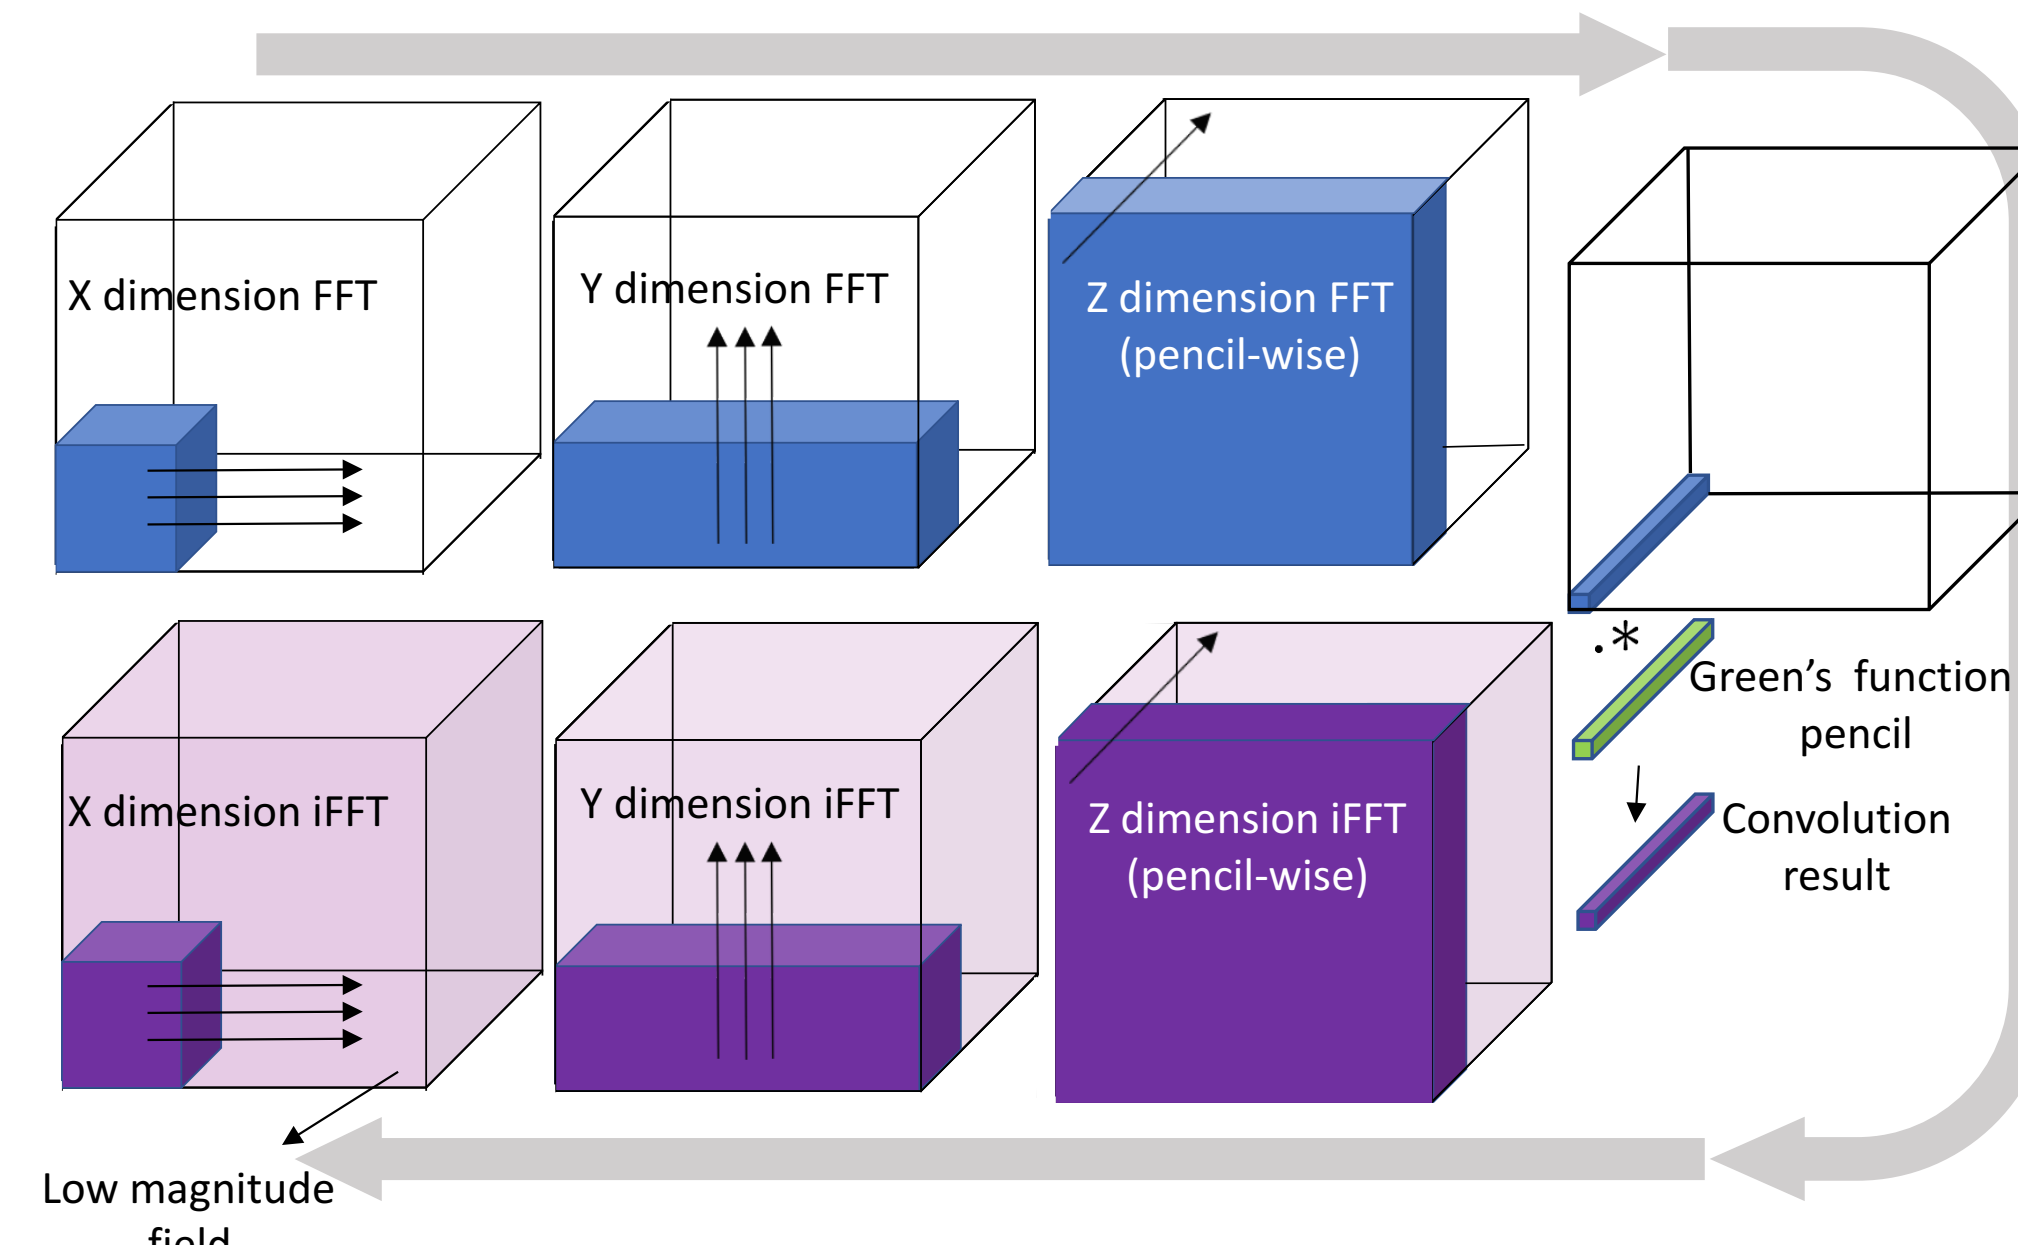 X dimension FFT
Y dimension FFT
Z dimension FFT
(pencil-wise)
.*
Green's  function
pencil
Convolution
result
X dimension iFFT
Y dimension iFFT
Z dimension iFFT
(pencil-wise)
Low magnitude
field